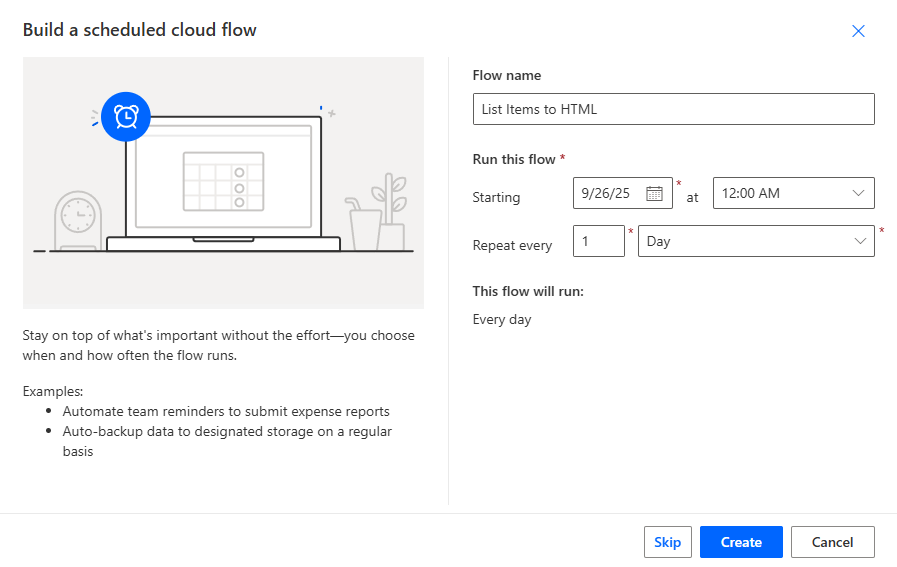 Build a scheduled cloud flow
Stay on top of what's important without the effort—you choose
when and how often the flow runs.
Examples:
• Automate team reminders to submit expense reports
• Auto-backup data to designated storage on a regular
basis
Flow name
List Items to HTML
Run this flow *
Starting 9/26/25 * at 12:00 AM
Repeat every 1 * Day *
This flow will run:
Every day
Skip Create Cancel